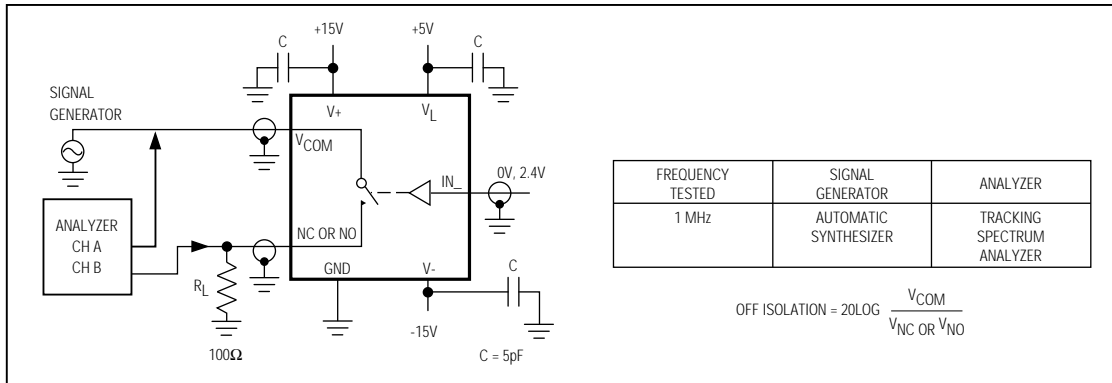 +15V
+5V
C
C
SIGNAL
GENERATOR
V+
VL
VCOM
IN_
0V, 2.4V
ANALYZER
CH A
CH B
NC OR NO
RL
GND
V-
C
100Ω
-15V
C = 5pF
FREQUENCY TESTED
SIGNAL GENERATOR
ANALYZER
1 MHz
AUTOMATIC SYNTHESIZER
TRACKING SPECTRUM ANALYZER
OFF ISOLATION = 20LOG VCOM
VNC OR VNO